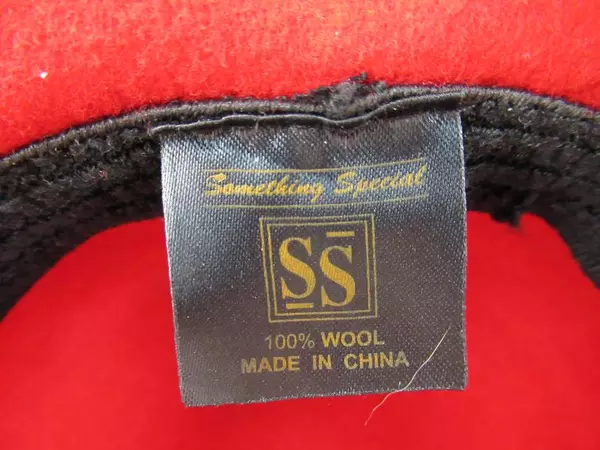 Something Special
SS
100% WOOL
MADE IN CHINA